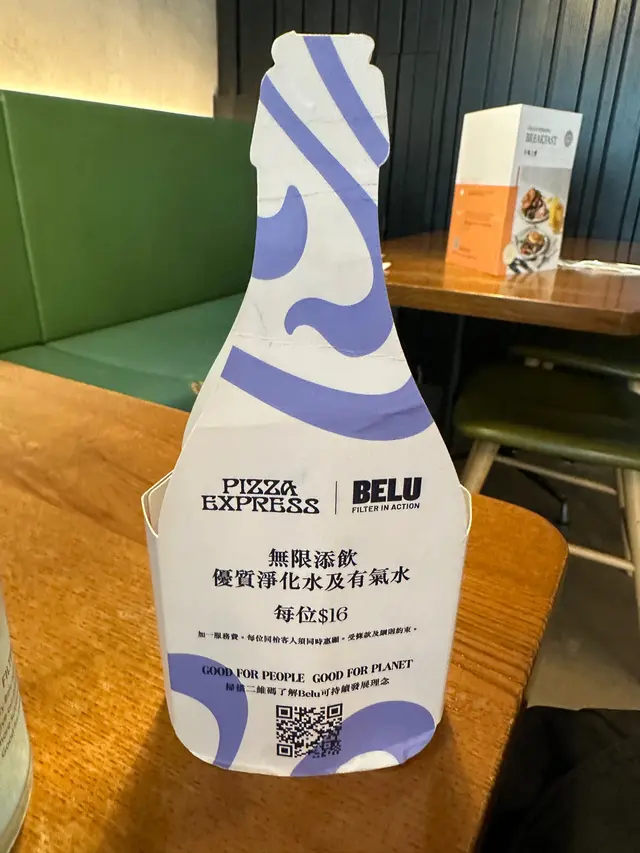 BREAKFAST
PIZZA EXPRESS
BELU
FILTER IN ACTION
無限添飲
優質淨化水及有氣水
每位$16
加一服務費。每位同枱客人須同時惠顧。受條款及細則約束。
GOOD FOR PEOPLE GOOD FOR PLANET
掃描二維碼了解Belu可持續發展理念